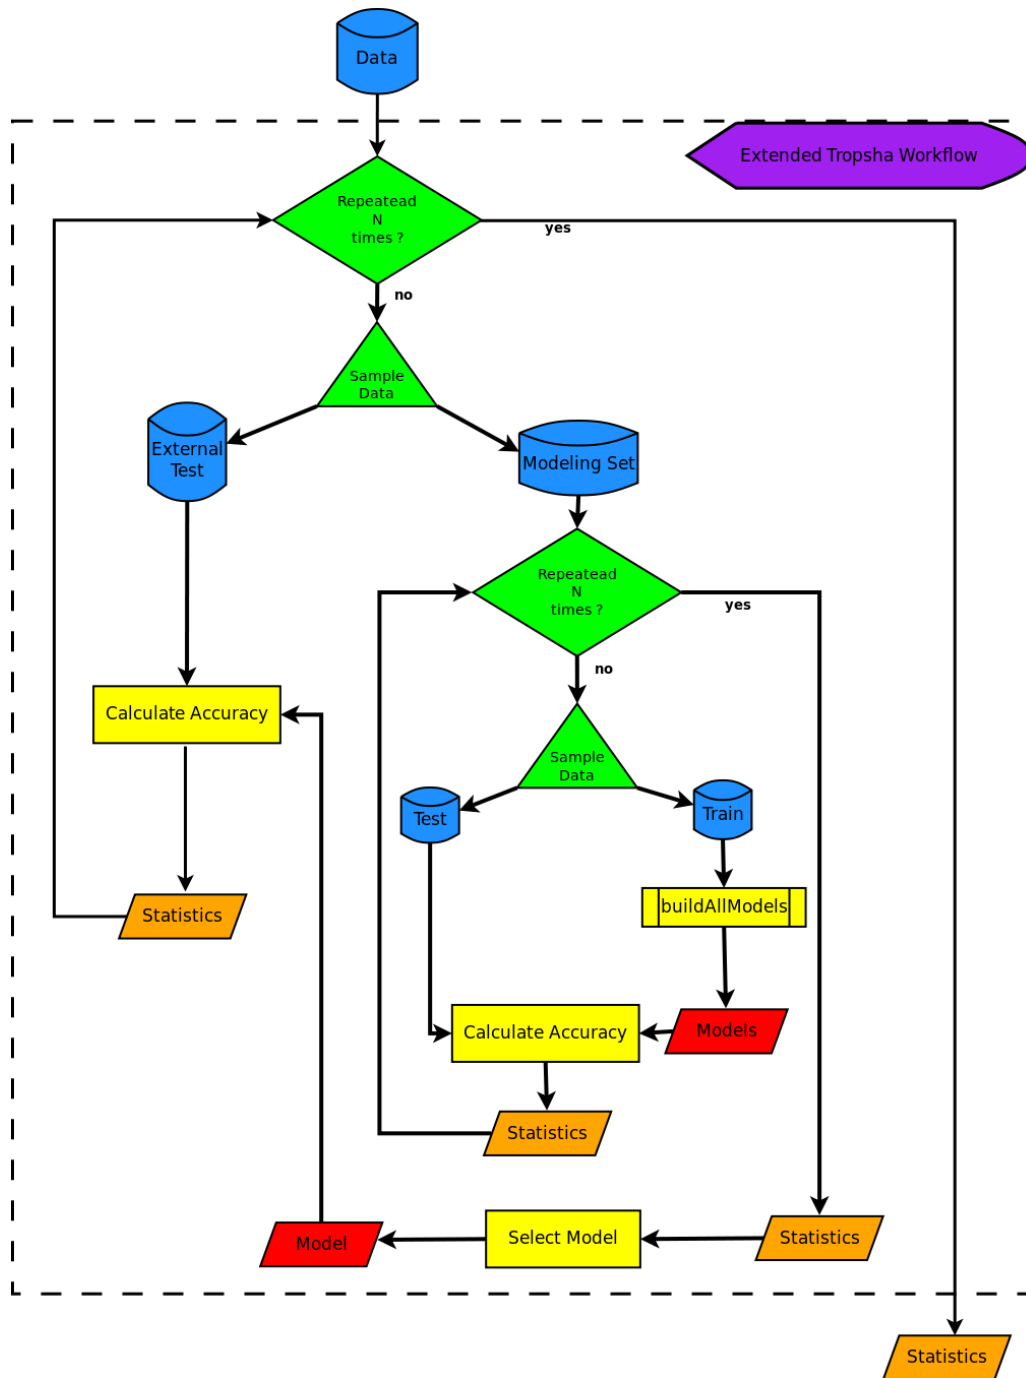 Data
Extended Tropsha Workflow
Repeatead
N
times ?
yes
no
Sample
Data
External
Test
Modeling Set
Repeatead
N
times ?
yes
no
Calculate Accuracy
Sample
Data
Test
Train
buildAllModels
Statistics
Calculate Accuracy
Models
Statistics
Model
Select Model
Statistics
Statistics